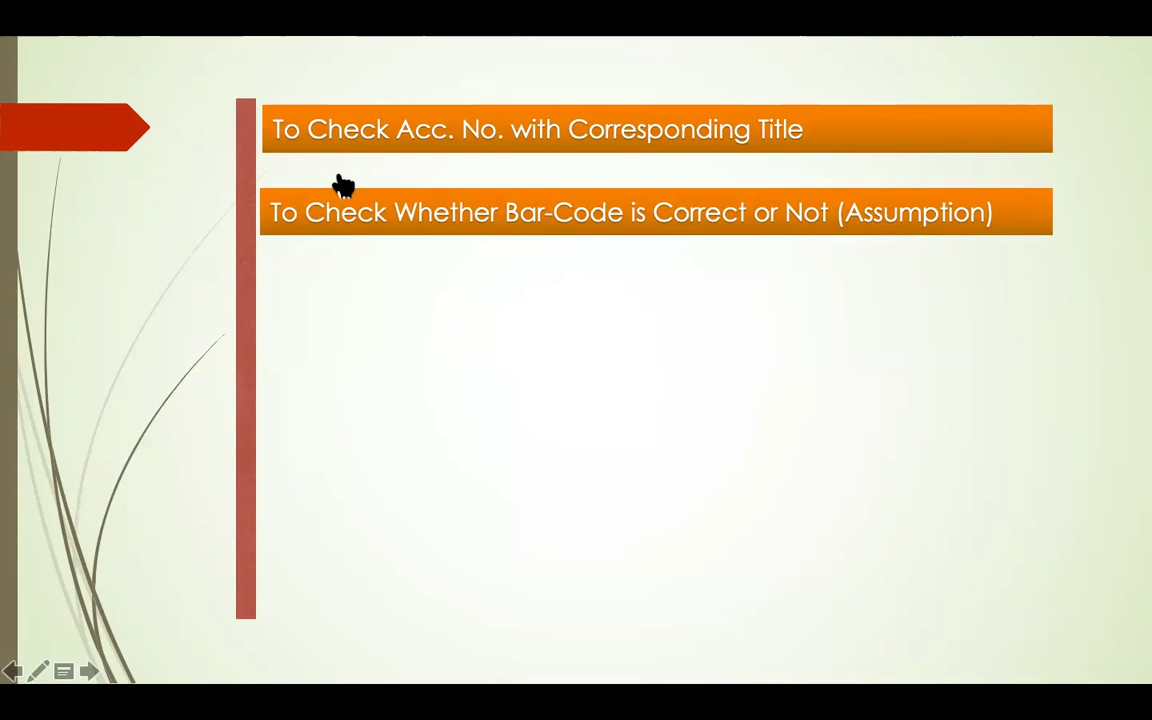 To Check Acc. No. with Corresponding Title
To Check Whether Bar-Code is Correct or Not (Assumption)